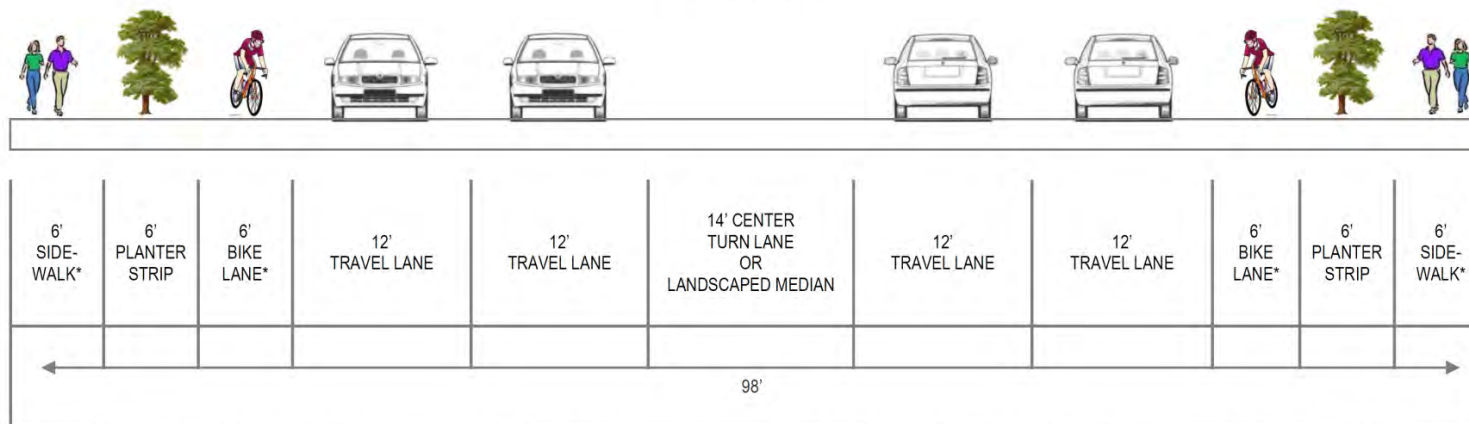 6'
SIDE-
WALK*
6'
PLANTER
STRIP
6'
BIKE
LANE*
12'
TRAVEL LANE
12'
TRAVEL LANE
14' CENTER
TURN LANE
OR
LANDSCAPED MEDIAN
12'
TRAVEL LANE
12'
TRAVEL LANE
6'
BIKE
LANE*
6'
PLANTER
STRIP
6'
SIDE-
WALK*
98'